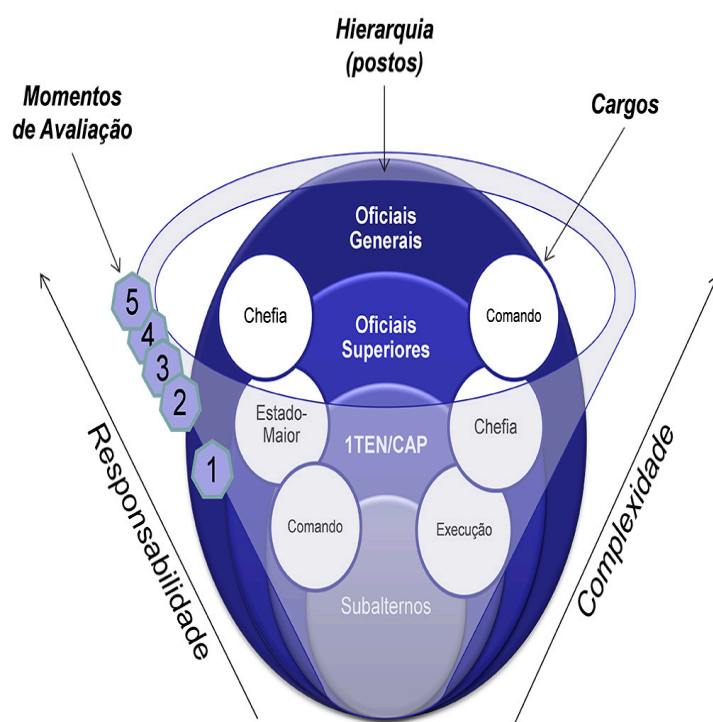 Hierarquia
(postos)
Momentos
de Avaliação
Cargos
Oficiais
Generais
Chefia
Comando
Oficiais
Superiores
5
4
3
2
1
Estado-
Maior
Chefia
1TEN/CAP
Comando
Execução
Subalternos
Responsabilidade
Complexidade